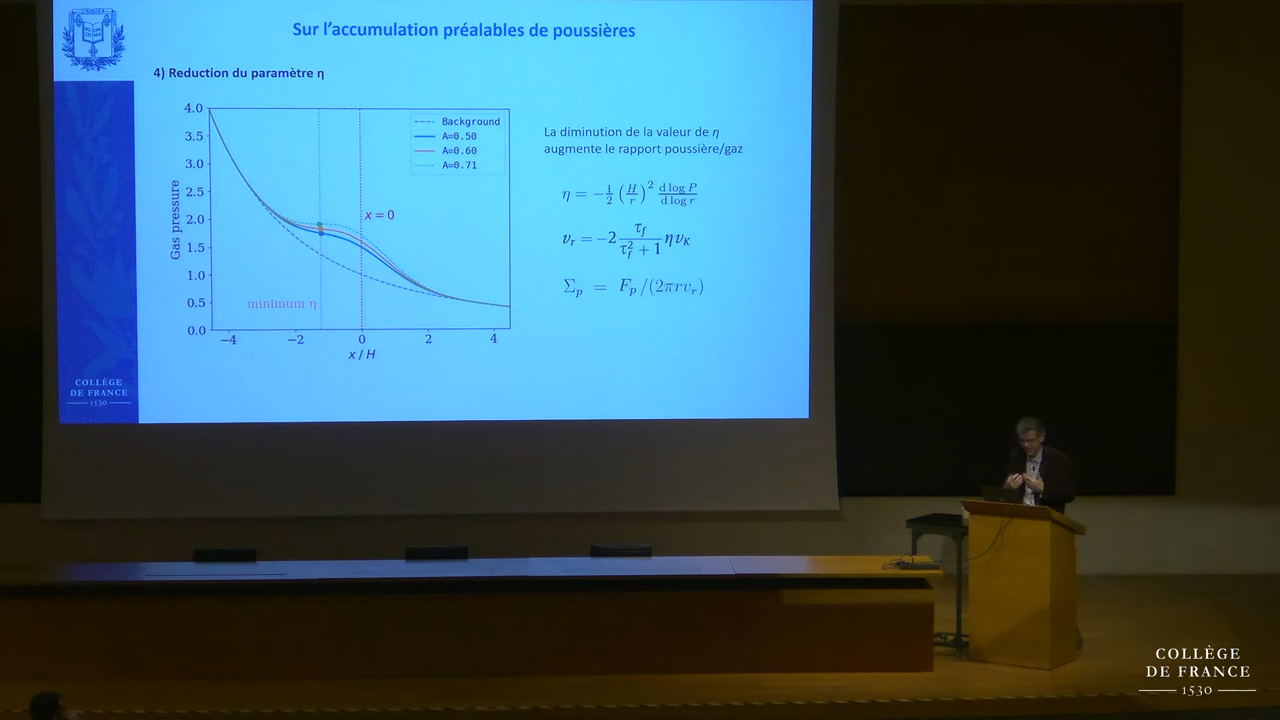 Sur l’accumulation préalables de poussières
4) Reduction du paramètre η
4.0
3.5
3.0
2.5
2.0
1.5
1.0
0.5
0.0
Gas pressure
Background
A=0.50
A=0.60
A=0.71
x = 0
minimum η
−4
−2
0
2
4
x / H
La diminution de la valeur de η
augmente le rapport poussière/gaz
η = −½ (H/r)² d log P / d log r
v_r = −2 τ_f / (τ_f² + 1) η v_K
Σ_p = F_p /(2πrv_r)
COLLÈGE
DE FRANCE
1530
COLLÈGE
DE FRANCE
1530